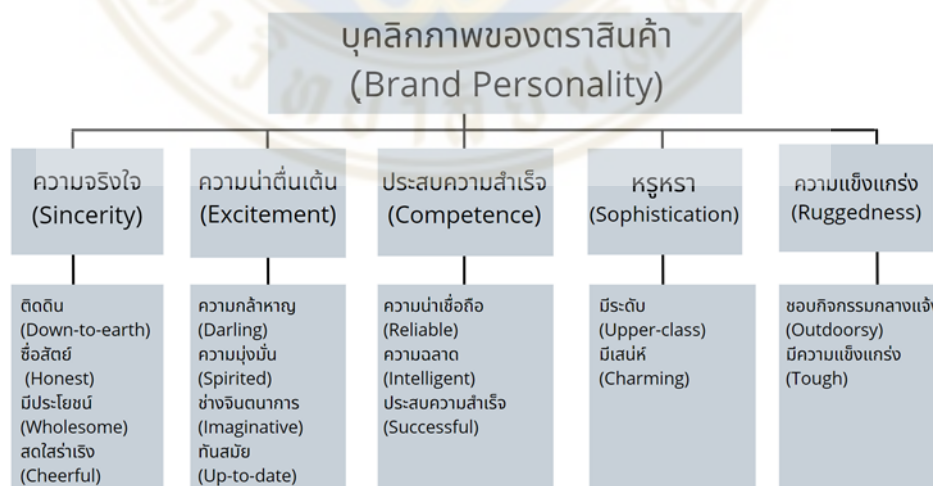 บุคลิกภาพของตราสินค้า
(Brand Personality)
ความจริงใจ
(Sincerity)
ความน่าตื่นเต้น
(Excitement)
ประสบความสำเร็จ
(Competence)
หรูหรา
(Sophistication)
ความแข็งแกร่ง
(Ruggedness)
ติดดิน
(Down-to-earth)
ซื่อสัตย์
(Honest)
มีประโยชน์
(Wholesome)
สดใสร่าเริง
(Cheerful)
ความกล้าหาญ
(Darling)
ความมุ่งมั่น
(Spirited)
ช่างจินตนาการ
(Imaginative)
ทันสมัย
(Up-to-date)
ความน่าเชื่อถือ
(Reliable)
ความฉลาด
(Intelligent)
ประสบความสำเร็จ
(Successful)
มีระดับ
(Upper-class)
มีเสน่ห์
(Charming)
ชอบกิจกรรมกลางแจ้ง
(Outdoorsy)
มีความแข็งแกร่ง
(Tough)